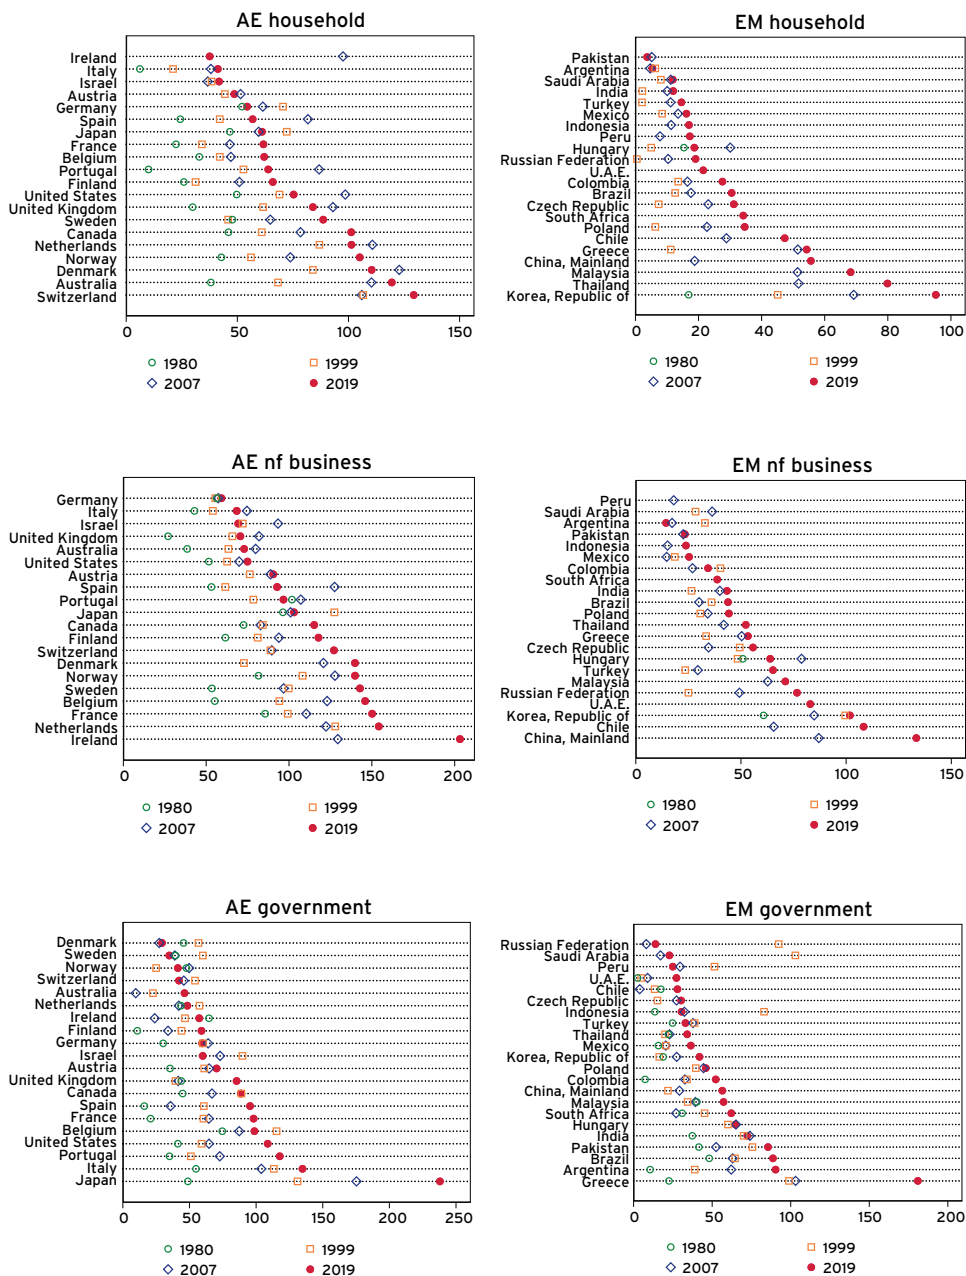 AE household
Ireland
Italy
Israel
Austria
Germany
Spain
Japan
France
Belgium
Portugal
Finland
United States
United Kingdom
Sweden
Canada
Netherlands
Norway
Denmark
Australia
Switzerland
0 50 100 150
1980 1999
2007 2019
EM household
Pakistan
Argentina
Saudi Arabia
India
Turkey
Mexico
Indonesia
Peru
Hungary
Russian Federation
U.A.E.
Colombia
Brazil
Czech Republic
South Africa
Poland
Chile
Greece
China, Mainland
Malaysia
Thailand
Korea, Republic of
0 20 40 60 80 100
1980 1999
2007 2019
AE nf business
Germany
Italy
Israel
United Kingdom
Australia
United States
Austria
Spain
Portugal
Japan
Canada
Finland
Switzerland
Denmark
Norway
Sweden
Belgium
France
Netherlands
Ireland
0 50 100 150 200
1980 1999
2007 2019
EM nf business
Peru
Saudi Arabia
Argentina
Pakistan
Indonesia
Mexico
Colombia
South Africa
India
Brazil
Poland
Thailand
Greece
Czech Republic
Hungary
Turkey
Malaysia
Russian Federation
U.A.E.
Korea, Republic of
Chile
China, Mainland
0 50 100 150
1980 1999
2007 2019
AE government
Denmark
Sweden
Norway
Switzerland
Australia
Netherlands
Ireland
Finland
Germany
Israel
Austria
United Kingdom
Canada
Spain
France
Belgium
United States
Portugal
Italy
Japan
0 50 100 150 200 250
1980 1999
2007 2019
EM government
Russian Federation
Saudi Arabia
Peru
U.A.E.
Chile
Czech Republic
Indonesia
Turkey
Thailand
Mexico
Korea, Republic of
Poland
Colombia
China, Mainland
Malaysia
South Africa
Hungary
India
Pakistan
Brazil
Argentina
Greece
0 50 100 150 200
1980 1999
2007 2019